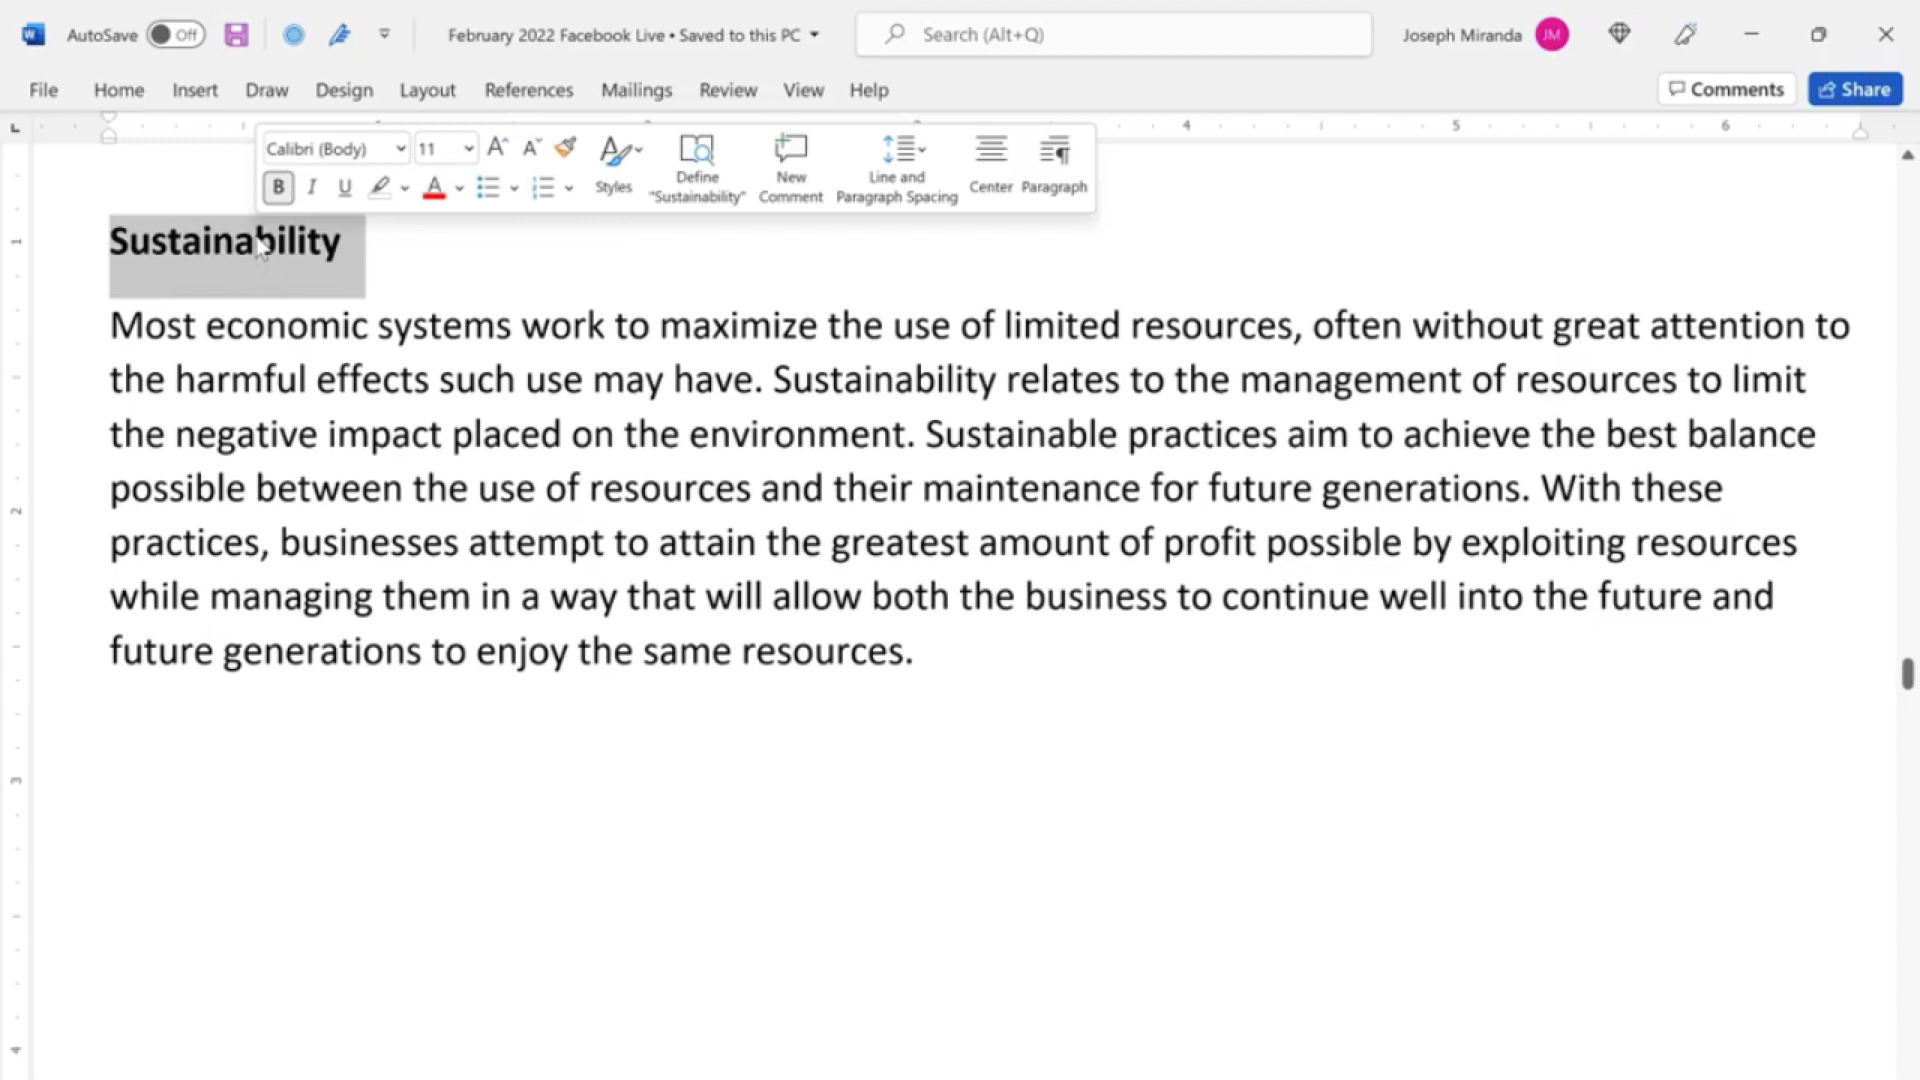 AutoSave Off February 2022 Facebook Live • Saved to this PC Search (Alt+Q) Joseph Miranda JM
File Home Insert Draw Design Layout References Mailings Review View Help Comments Share
4 5 6
Calibri (Body) 11 A A Styles Define "Sustainability" New Comment Line and Paragraph Spacing Center Paragraph
B I U A
Sustainability
Most economic systems work to maximize the use of limited resources, often without great attention to
the harmful effects such use may have. Sustainability relates to the management of resources to limit
the negative impact placed on the environment. Sustainable practices aim to achieve the best balance
possible between the use of resources and their maintenance for future generations. With these
practices, businesses attempt to attain the greatest amount of profit possible by exploiting resources
while managing them in a way that will allow both the business to continue well into the future and
future generations to enjoy the same resources.
1
2
3
4